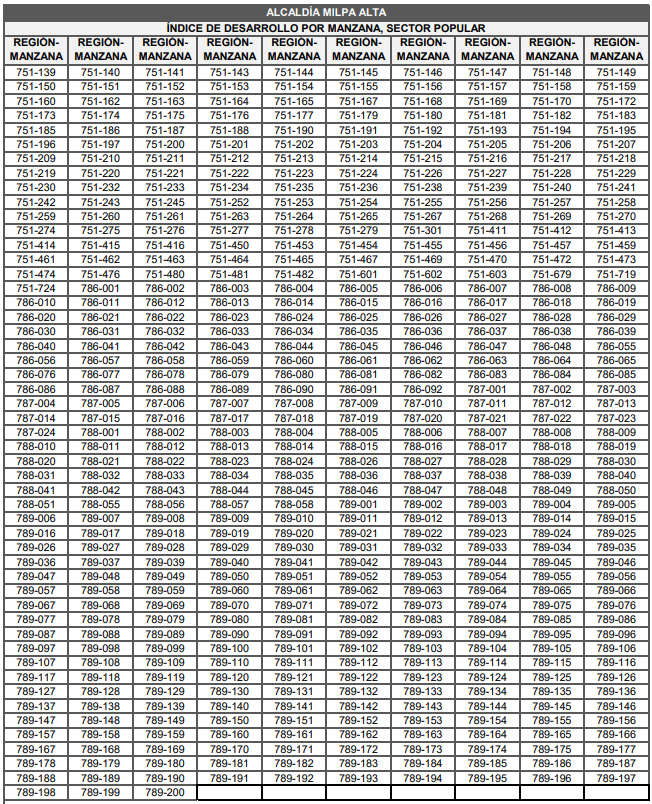 ALCALDÍA MILPA ALTA
ÍNDICE DE DESARROLLO POR MANZANA, SECTOR POPULAR
REGIÓN- REGIÓN- REGIÓN- REGIÓN- REGIÓN- REGIÓN- REGIÓN- REGIÓN- REGIÓN- REGIÓN-
MANZANA MANZANA MANZANA MANZANA MANZANA MANZANA MANZANA MANZANA MANZANA MANZANA
751-139 751-140 751-141 751-143 751-144 751-145 751-146 751-147 751-148 751-149
751-150 751-151 751-152 751-153 751-154 751-155 751-156 751-157 751-158 751-159
751-160 751-162 751-163 751-164 751-165 751-167 751-168 751-169 751-170 751-172
751-173 751-174 751-175 751-176 751-177 751-179 751-180 751-181 751-182 751-183
751-185 751-186 751-187 751-188 751-190 751-191 751-192 751-193 751-194 751-195
751-196 751-197 751-200 751-201 751-202 751-203 751-204 751-205 751-206 751-207
751-209 751-210 751-211 751-212 751-213 751-214 751-215 751-216 751-217 751-218
751-219 751-220 751-221 751-222 751-223 751-224 751-226 751-227 751-228 751-229
751-230 751-232 751-233 751-234 751-235 751-236 751-238 751-239 751-240 751-241
751-242 751-243 751-245 751-252 751-253 751-254 751-255 751-256 751-257 751-258
751-259 751-260 751-261 751-263 751-264 751-265 751-267 751-268 751-269 751-270
751-274 751-275 751-276 751-277 751-278 751-279 751-301 751-411 751-412 751-413
751-414 751-415 751-416 751-450 751-453 751-454 751-455 751-456 751-457 751-459
751-461 751-462 751-463 751-464 751-465 751-467 751-469 751-470 751-472 751-473
751-474 751-476 751-480 751-481 751-482 751-601 751-602 751-603 751-679 751-719
751-724 786-001 786-002 786-003 786-004 786-005 786-006 786-007 786-008 786-009
786-010 786-011 786-012 786-013 786-014 786-015 786-016 786-017 786-018 786-019
786-020 786-021 786-022 786-023 786-024 786-025 786-026 786-027 786-028 786-029
786-030 786-031 786-032 786-033 786-034 786-035 786-036 786-037 786-038 786-039
786-040 786-041 786-042 786-043 786-044 786-045 786-046 786-047 786-048 786-055
786-056 786-057 786-058 786-059 786-060 786-061 786-062 786-063 786-064 786-065
786-076 786-077 786-078 786-079 786-080 786-081 786-082 786-083 786-084 786-085
786-086 786-087 786-088 786-089 786-090 786-091 786-092 787-001 787-002 787-003
787-004 787-005 787-006 787-007 787-008 787-009 787-010 787-011 787-012 787-013
787-014 787-015 787-016 787-017 787-018 787-019 787-020 787-021 787-022 787-023
787-024 788-001 788-002 788-003 788-004 788-005 788-006 788-007 788-008 788-009
788-010 788-011 788-012 788-013 788-014 788-015 788-016 788-017 788-018 788-019
788-020 788-021 788-022 788-023 788-024 788-026 788-027 788-028 788-029 788-030
788-031 788-032 788-033 788-034 788-035 788-036 788-037 788-038 788-039 788-040
788-041 788-042 788-043 788-044 788-045 788-046 788-047 788-048 788-049 788-050
788-051 788-055 788-056 788-057 788-058 789-001 789-002 789-003 789-004 789-005
789-006 789-007 789-008 789-009 789-010 789-011 789-012 789-013 789-014 789-015
789-016 789-017 789-018 789-019 789-020 789-021 789-022 789-023 789-024 789-025
789-026 789-027 789-028 789-029 789-030 789-031 789-032 789-033 789-034 789-035
789-036 789-037 789-039 789-040 789-041 789-042 789-043 789-044 789-045 789-046
789-047 789-048 789-049 789-050 789-051 789-052 789-053 789-054 789-055 789-056
789-057 789-058 789-059 789-060 789-061 789-062 789-063 789-064 789-065 789-066
789-067 789-068 789-069 789-070 789-071 789-072 789-073 789-074 789-075 789-076
789-077 789-078 789-079 789-080 789-081 789-082 789-083 789-084 789-085 789-086
789-087 789-088 789-089 789-090 789-091 789-092 789-093 789-094 789-095 789-096
789-097 789-098 789-099 789-100 789-101 789-102 789-103 789-104 789-105 789-106
789-107 789-108 789-109 789-110 789-111 789-112 789-113 789-114 789-115 789-116
789-117 789-118 789-119 789-120 789-121 789-122 789-123 789-124 789-125 789-126
789-127 789-128 789-129 789-130 789-131 789-132 789-133 789-134 789-135 789-136
789-137 789-138 789-139 789-140 789-141 789-142 789-143 789-144 789-145 789-146
789-147 789-148 789-149 789-150 789-151 789-152 789-153 789-154 789-155 789-156
789-157 789-158 789-159 789-160 789-161 789-162 789-163 789-164 789-165 789-166
789-167 789-168 789-169 789-170 789-171 789-172 789-173 789-174 789-175 789-177
789-178 789-179 789-180 789-181 789-182 789-183 789-184 789-185 789-186 789-187
789-188 789-189 789-190 789-191 789-192 789-193 789-194 789-195 789-196 789-197
789-198 789-199 789-200